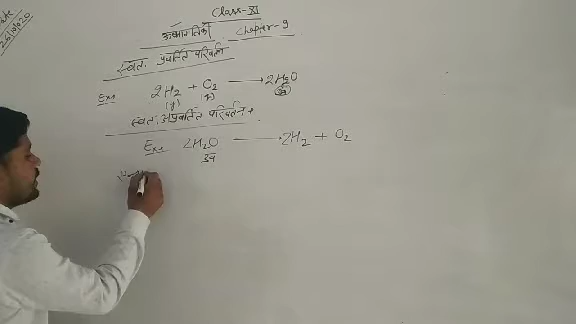 Class-XI
ऊष्मागतिकी Chapter-9
स्वतः प्रवर्तित परिवर्तन
Ex:- 2H2 + O2 → 2H2O
(g) (g)
स्वतः अप्रवर्तित परिवर्तन:-
Ex:- 2H2O → 2H2 + O2
द्रव